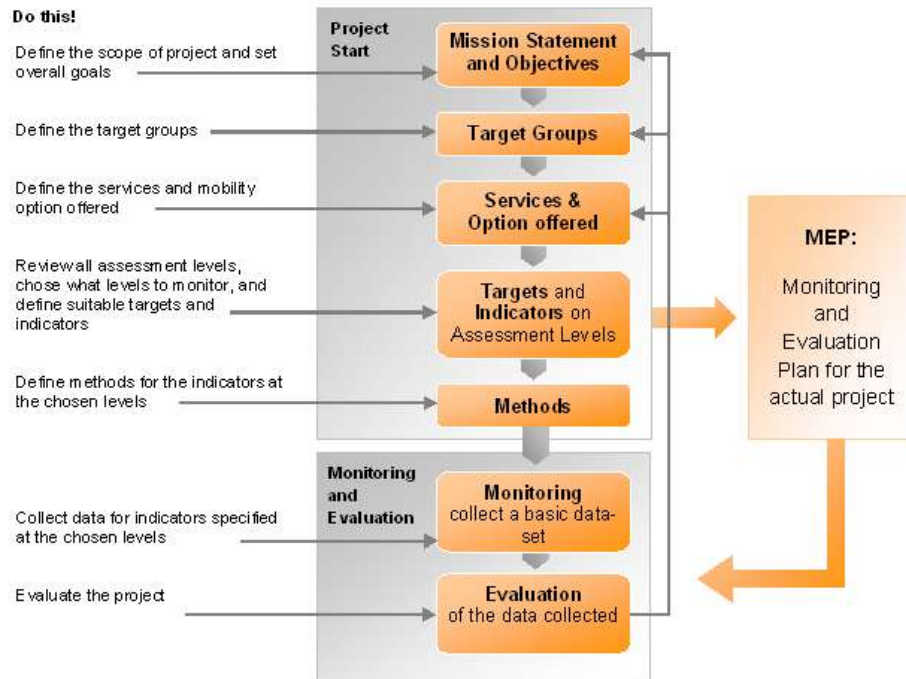 Do this!
Define the scope of project and set
overall goals
Define the target groups
Define the services and mobility
option offered
Review all assessment levels,
chose what levels to monitor, and
define suitable targets and
indicators
Define methods for the indicators at
the chosen levels
Collect data for indicators specified
at the chosen levels
Evaluate the project
Project
Start
Mission Statement
and Objectives
Target Groups
Services &
Option offered
Targets and
Indicators on
Assessment Levels
Methods
Monitoring
and
Evaluation
Monitoring
collect a basic data-
set
Evaluation
of the data collected
MEP:
Monitoring
and
Evaluation
Plan for the
actual project